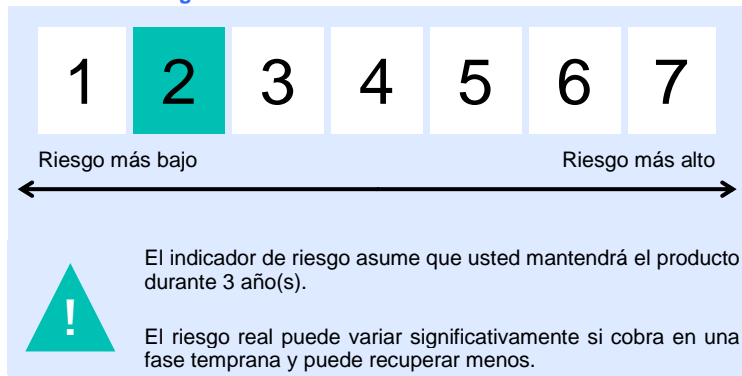 1 2 3 4 5 6 7
Riesgo más bajo Riesgo más alto
El indicador de riesgo asume que usted mantendrá el producto
durante 3 año(s).
!
El riesgo real puede variar significativamente si cobra en una
fase temprana y puede recuperar menos.